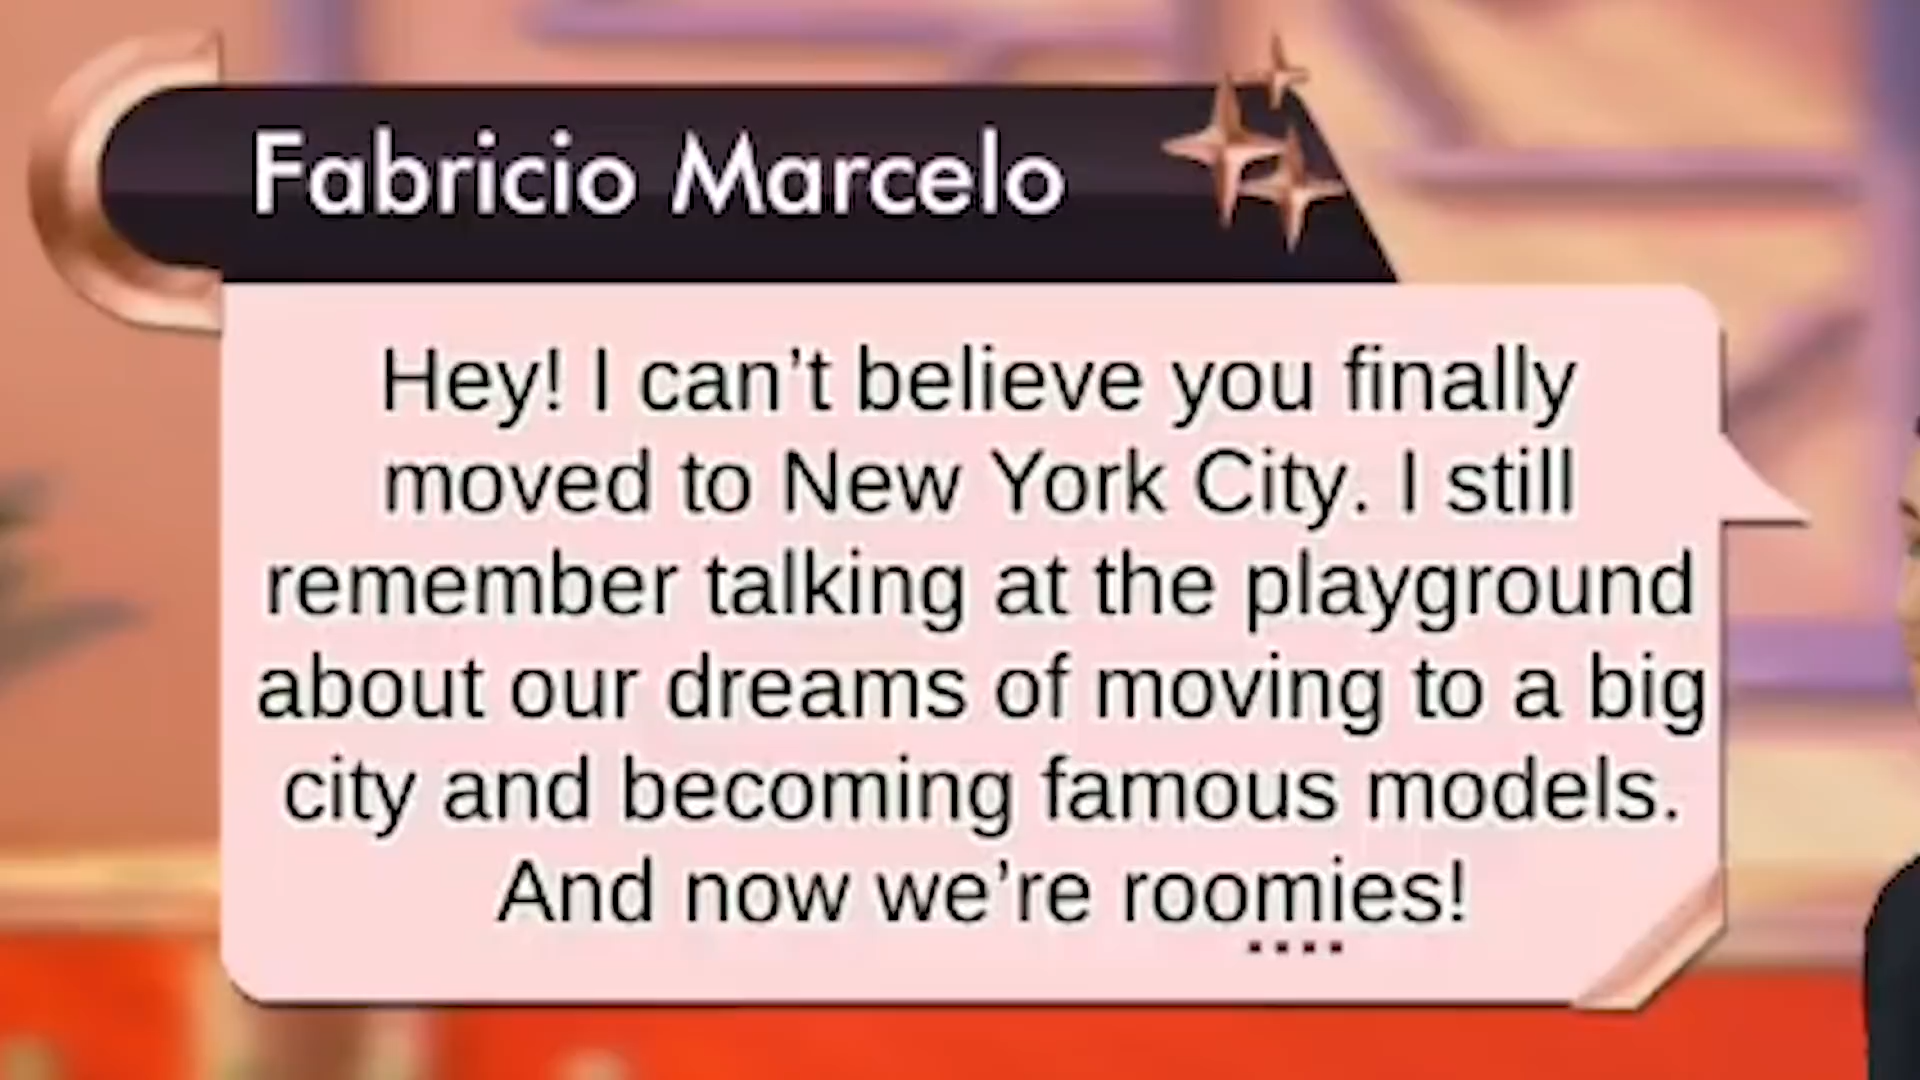 Fabricio Marcelo
Hey! I can’t believe you finally
moved to New York City. I still
remember talking at the playground
about our dreams of moving to a big
city and becoming famous models.
And now we’re roomies!